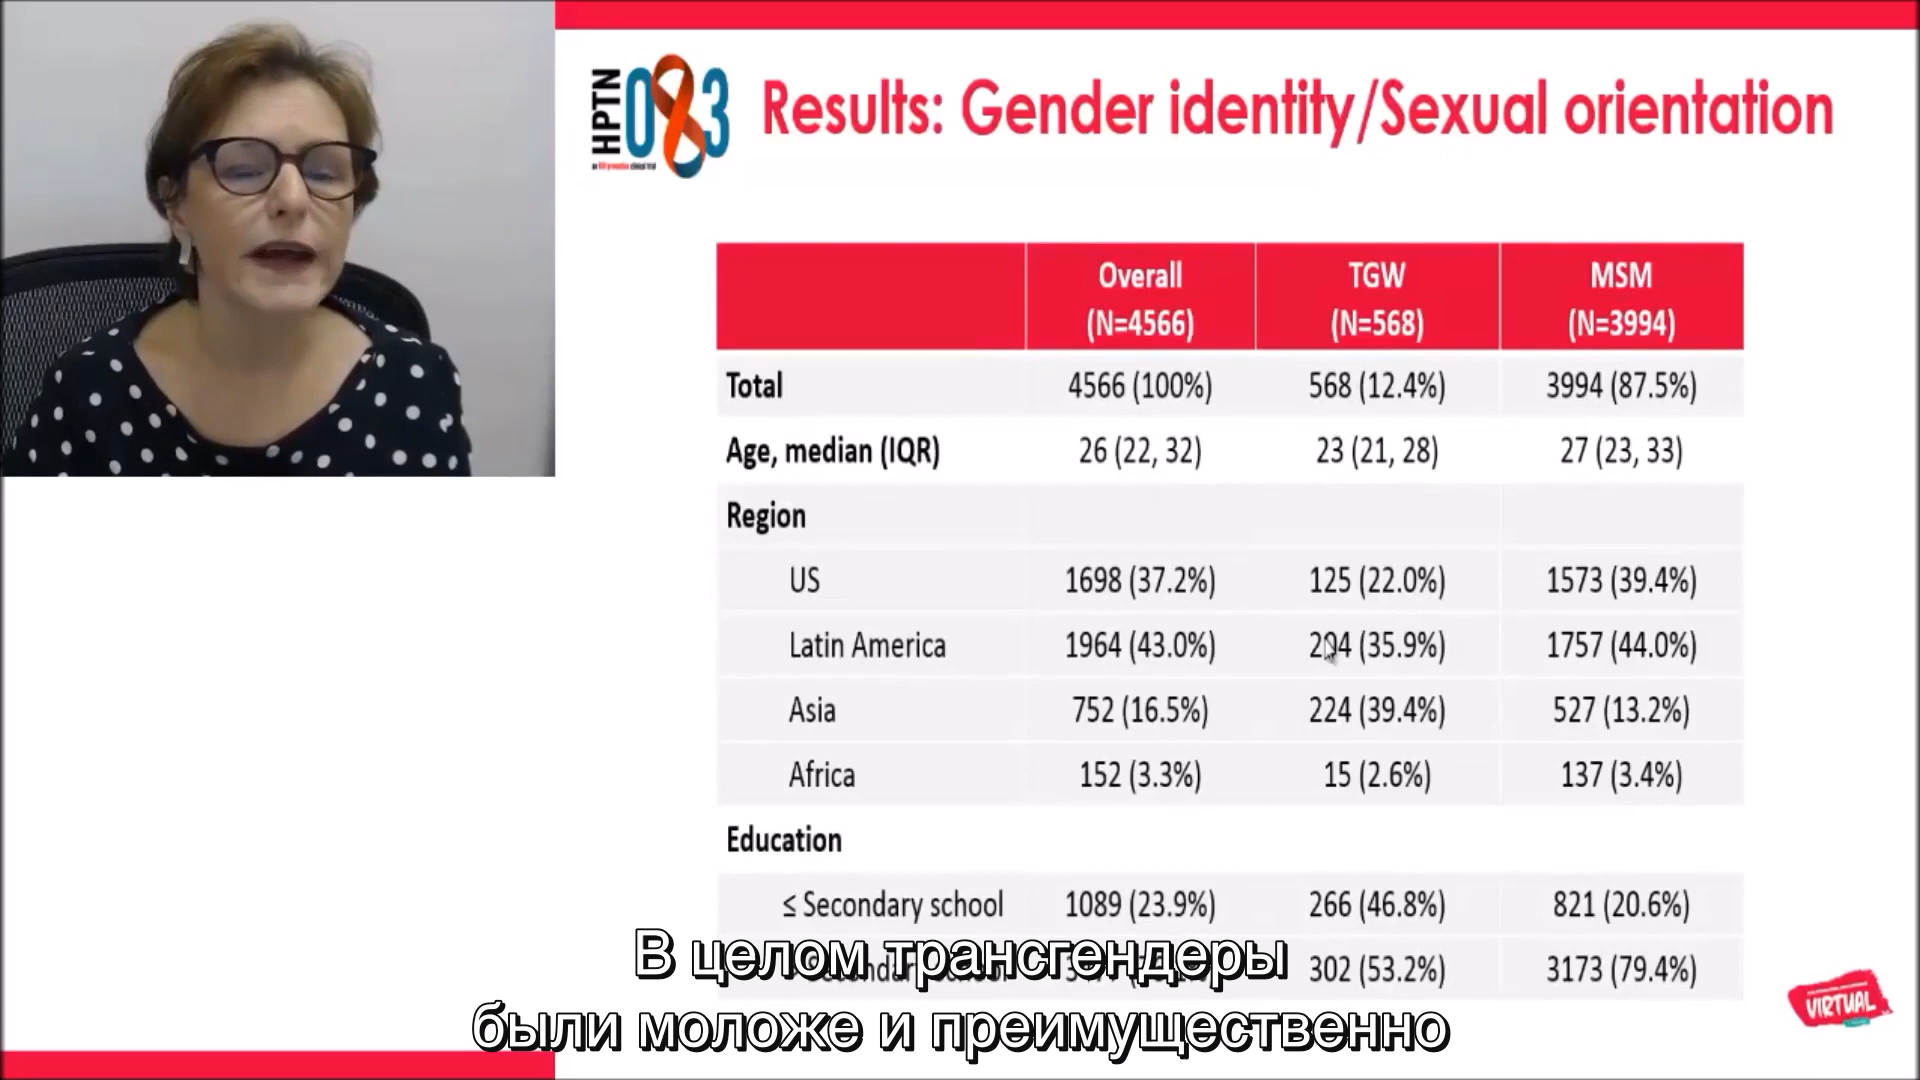 HPTN 083
Results: Gender identity/Sexual orientation
Overall (N=4566) TGW (N=568) MSM (N=3994)
Total 4566 (100%) 568 (12.4%) 3994 (87.5%)
Age, median (IQR) 26 (22, 32) 23 (21, 28) 27 (23, 33)
Region
US 1698 (37.2%) 125 (22.0%) 1573 (39.4%)
Latin America 1964 (43.0%) 204 (35.9%) 1757 (44.0%)
Asia 752 (16.5%) 224 (39.4%) 527 (13.2%)
Africa 152 (3.3%) 15 (2.6%) 137 (3.4%)
Education
≤ Secondary school 1089 (23.9%) 266 (46.8%) 821 (20.6%)
302 (53.2%) 3173 (79.4%)
В целом трансгендеры
были моложе и преимущественно
VIRTUAL